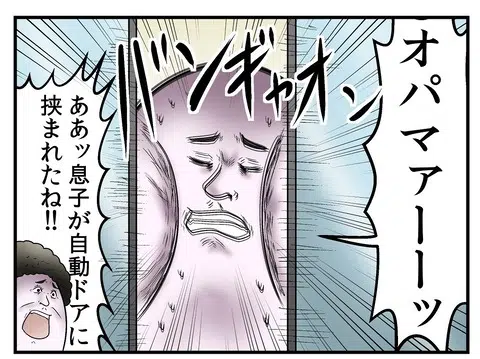 オパマアーーッ
バンギャオン
ああッ息子が自動ドアに
挟まれたね!!